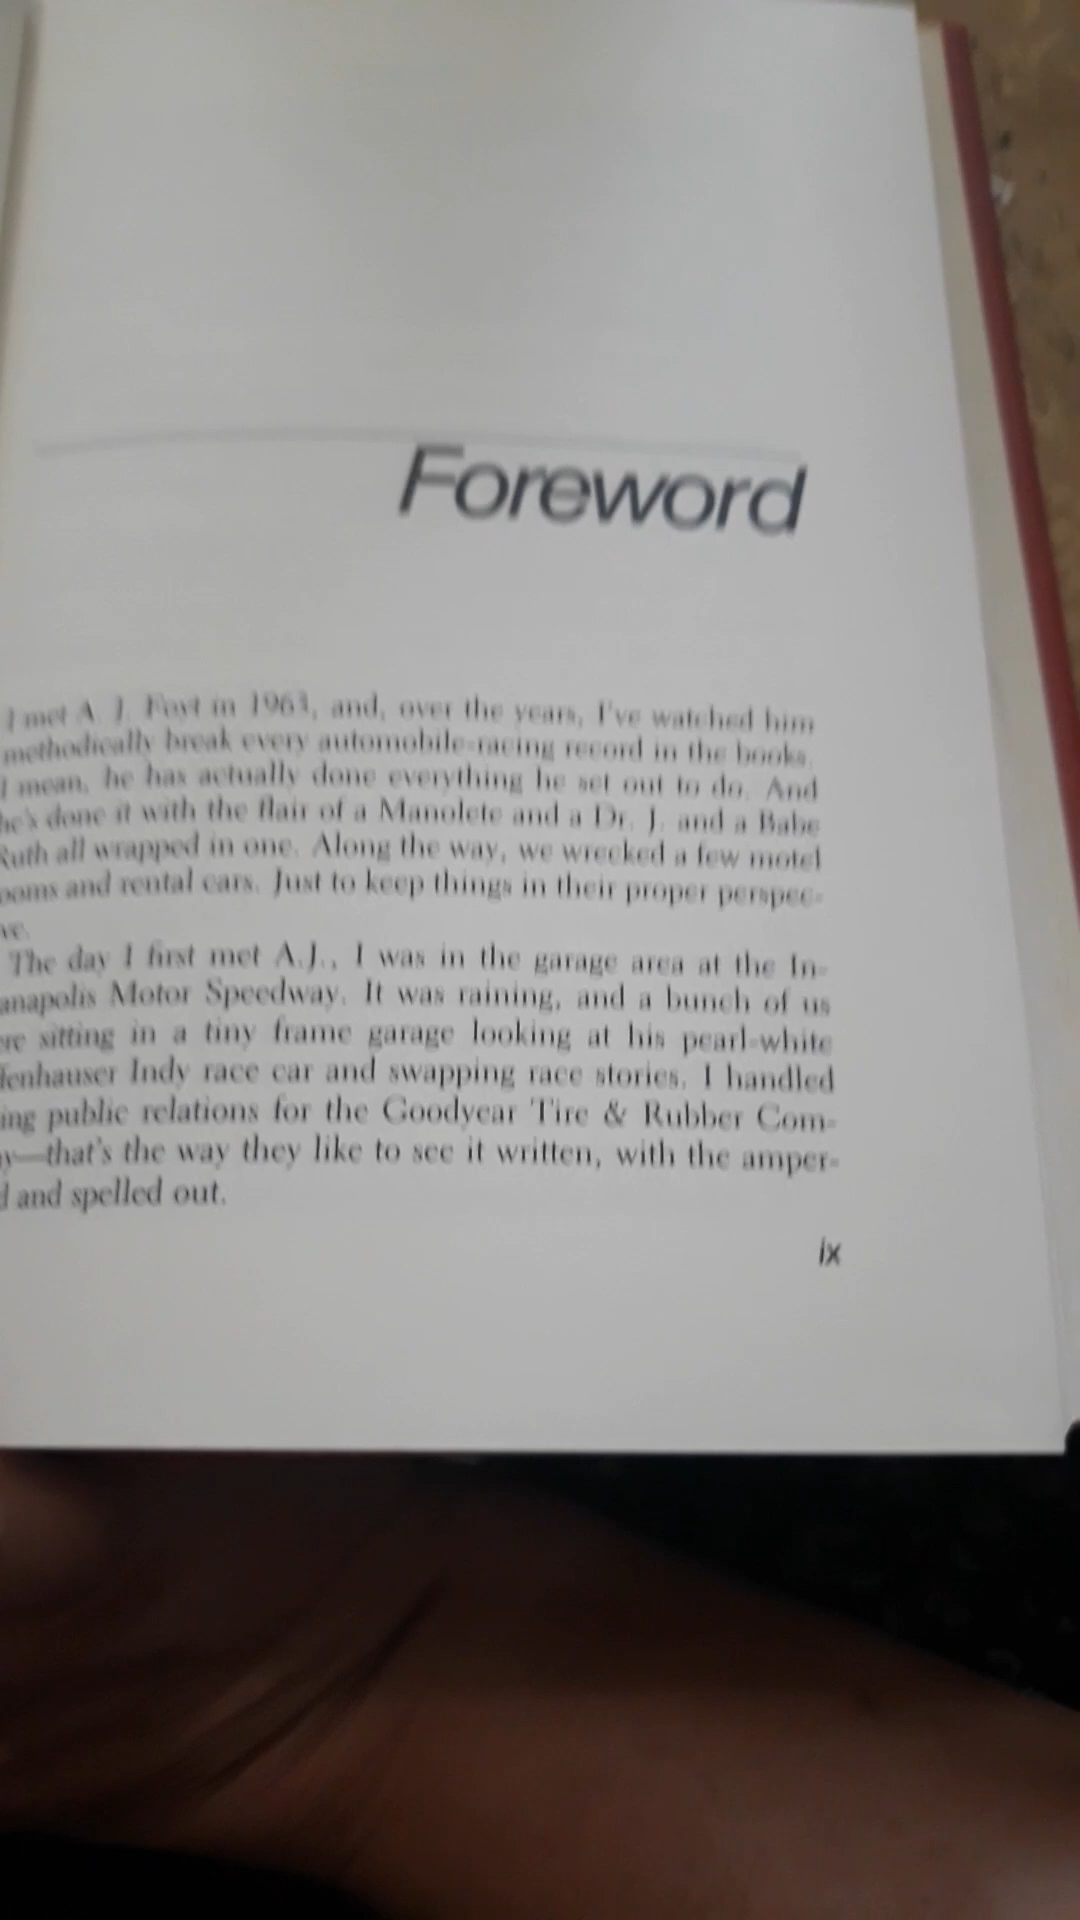 Foreword
I met A. J. Foyt in 1963, and, over the years, I've watched him
methodically break every automobile-racing record in the books.
I mean, he has actually done everything he set out to do. And
he's done it with the flair of a Manolete and a Dr. J. and a Babe
Ruth all wrapped in one. Along the way, we wrecked a few motel
ooms and rental cars. Just to keep things in their proper perspec-
ve.
The day I first met A.J., I was in the garage area at the In-
anapolis Motor Speedway. It was raining, and a bunch of us
ere sitting in a tiny frame garage looking at his pearl-white
fenhauser Indy race car and swapping race stories. I handled
ing public relations for the Goodyear Tire & Rubber Com-
y—that's the way they like to see it written, with the amper-
d and spelled out.
ix